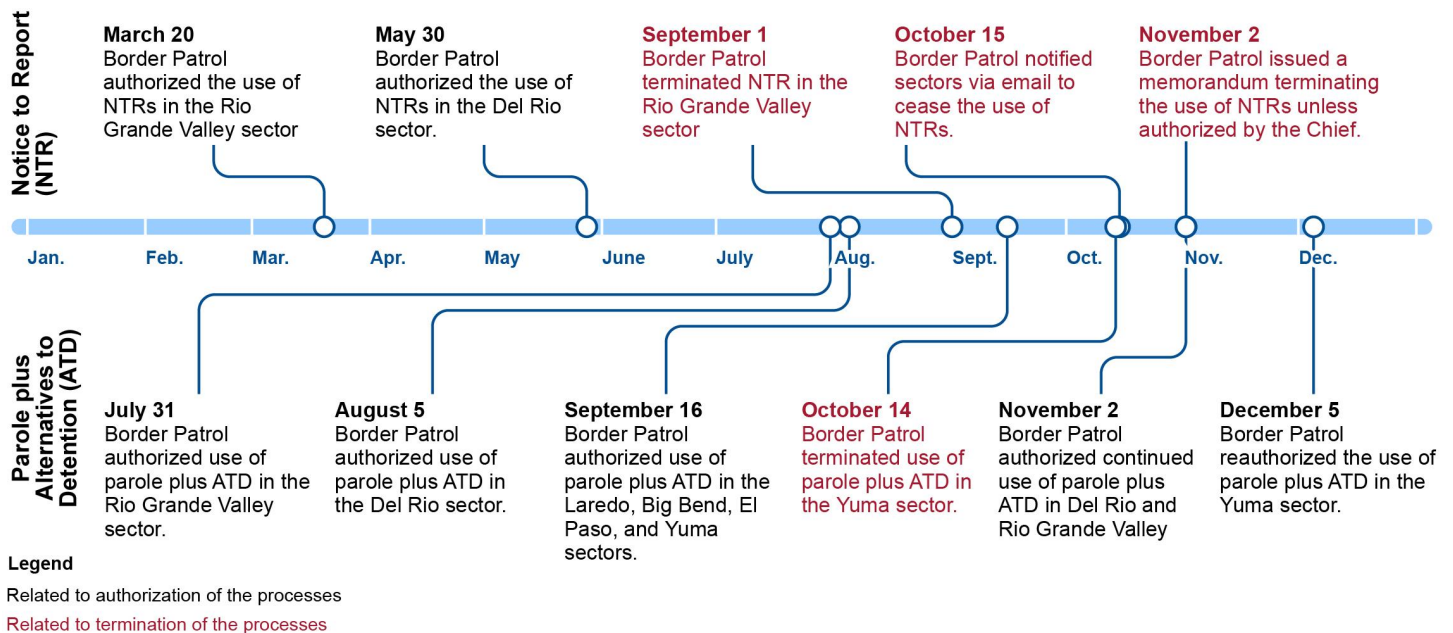 Notice to Report
(NTR)
March 20
Border Patrol
authorized the use of
NTRs in the Rio
Grande Valley sector
May 30
Border Patrol
authorized the use of
NTRs in the Del Rio
sector.
September 1
Border Patrol
terminated NTR in the
Rio Grande Valley
sector
October 15
Border Patrol notified
sectors via email to
cease the use of
NTRs.
November 2
Border Patrol issued a
memorandum terminating
the use of NTRs unless
authorized by the Chief.
Jan.
Feb.
Mar.
Apr.
May
June
July
Aug.
Sept.
Oct.
Nov.
Dec.
Parole plus
Alternatives to
Detention (ATD)
July 31
Border Patrol
authorized use of
parole plus ATD in the
Rio Grande Valley
sector.
August 5
Border Patrol
authorized use of
parole plus ATD in
the Del Rio sector.
September 16
Border Patrol
authorized use of
parole plus ATD in the
Laredo, Big Bend, El
Paso, and Yuma
sectors.
October 14
Border Patrol
terminated use of
parole plus ATD in
the Yuma sector.
November 2
Border Patrol
authorized continued
use of parole plus
ATD in Del Rio and
Rio Grande Valley
December 5
Border Patrol
reauthorized the use of
parole plus ATD in the
Yuma sector.
Legend
Related to authorization of the processes
Related to termination of the processes